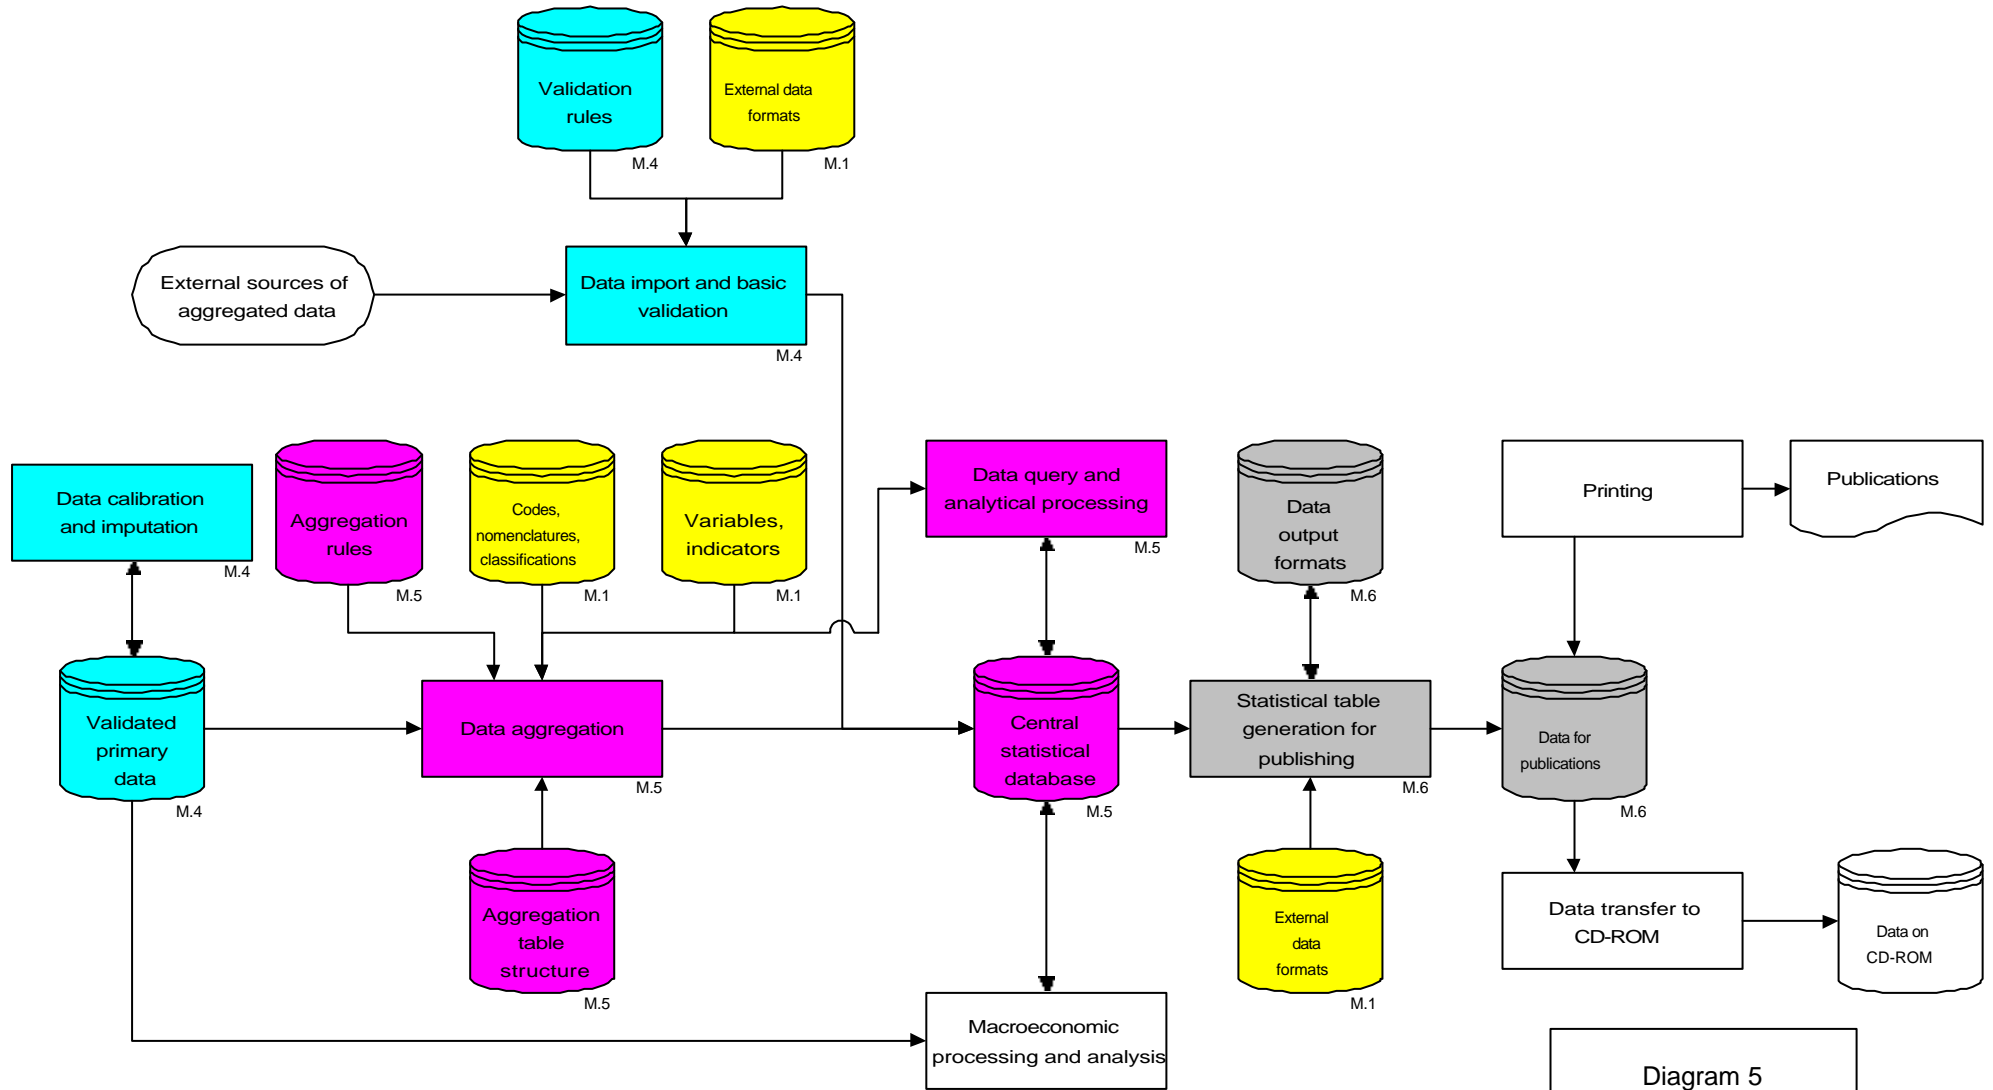 Validation
rules
M.4
External data
formats
M.1
External sources of
aggregated data
Data import and basic
validation
M.4
Data calibration
and imputation
M.4
Aggregation
rules
M.5
Codes,
nomenclatures,
classifications
M.1
Variables,
indicators
M.1
Data query and
analytical processing
M.5
Data
output
formats
M.6
Printing
Publications
Validated
primary
data
M.4
Data aggregation
M.5
Central
statistical
database
M.5
Statistical table
generation for
publishing
M.6
Data for
publications
M.6
Aggregation
table
structure
M.5
External
data
formats
M.1
Data transfer to
CD-ROM
Data on
CD-ROM
Macroeconomic
processing and analysis
Diagram 5